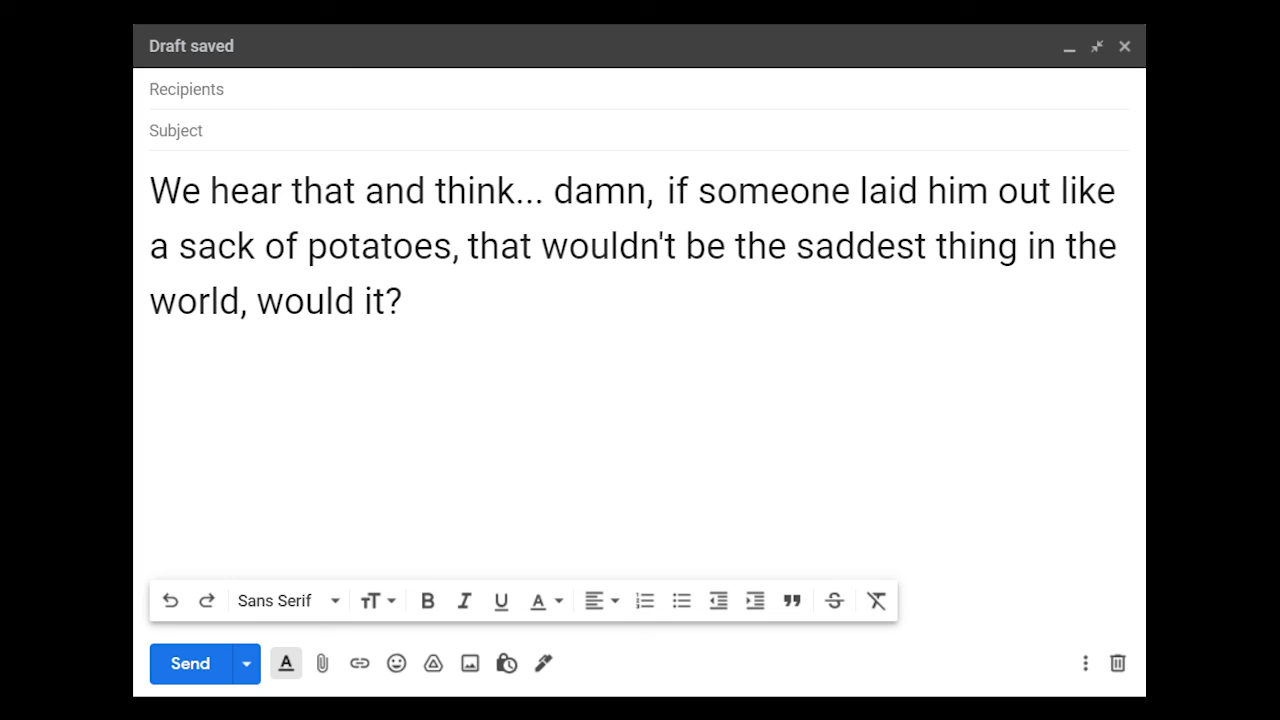 Draft saved
Recipients
Subject
We hear that and think... damn, if someone laid him out like
a sack of potatoes, that wouldn't be the saddest thing in the
world, would it?
Sans Serif
Send